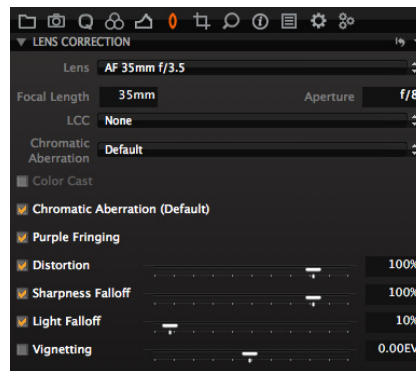 LENS CORRECTION
Lens AF 35mm f/3.5
Focal Length 35mm Aperture f/8
LCC None
Chromatic
Aberration Default
Color Cast
Chromatic Aberration (Default)
Purple Fringing
Distortion 100%
Sharpness Falloff 100%
Light Falloff 10%
Vignetting 0.00EV